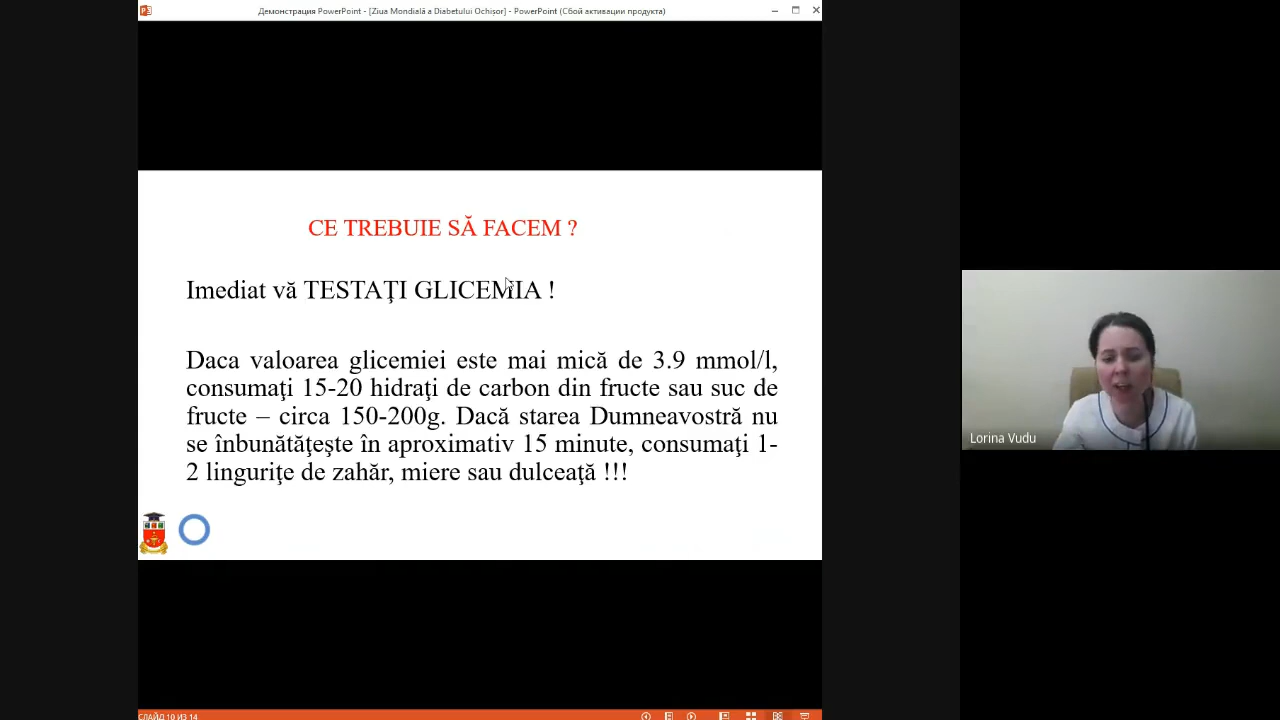 Демонстрация PowerPoint - [Ziua Mondială a Diabetului Ochișor] - PowerPoint (Сбой активации продукта)
CE TREBUIE SĂ FACEM ?
Imediat vă TESTAŢI GLICEMIA !
Daca valoarea glicemiei este mai mică de 3.9 mmol/l,
consumaţi 15-20 hidraţi de carbon din fructe sau suc de
fructe – circa 150-200g. Dacă starea Dumneavostră nu
se înbunătăţeşte în aproximativ 15 minute, consumaţi 1-
2 linguriţe de zahăr, miere sau dulceaţă !!!
Lorina Vudu
СЛАЙД 10 ИЗ 14